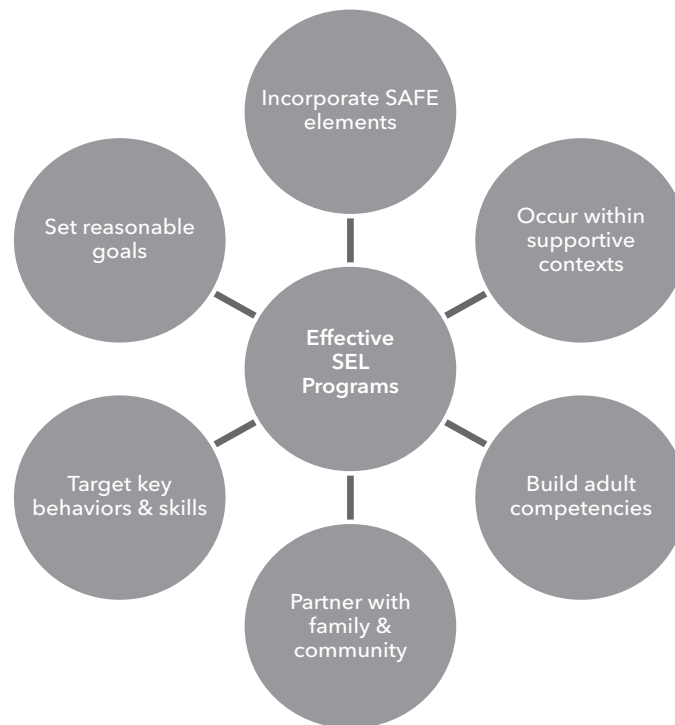 Incorporate SAFE
elements
Set reasonable
goals
Occur within
supportive
contexts
Effective
SEL
Programs
Target key
behaviors & skills
Build adult
competencies
Partner with
family &
community